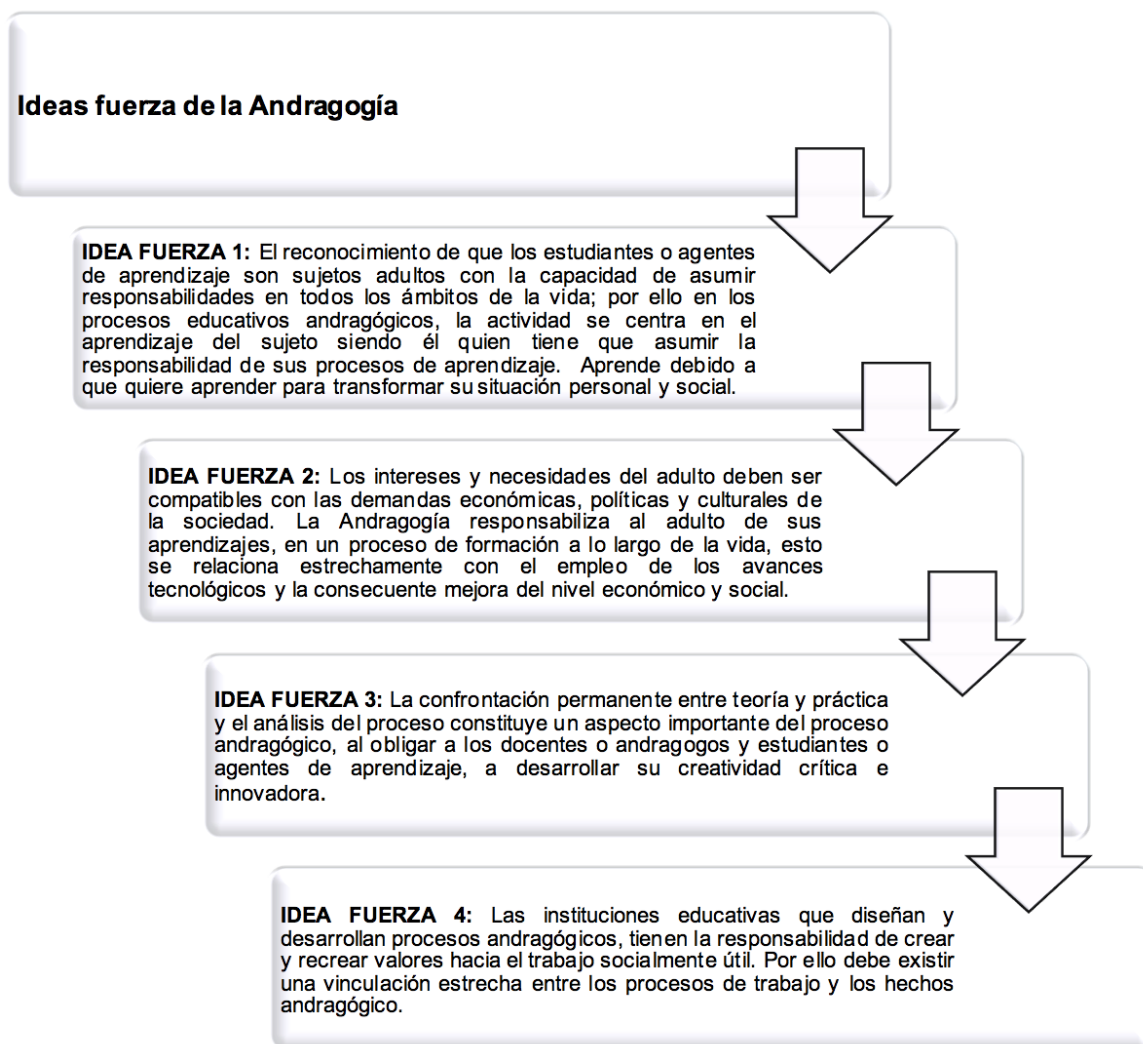 Ideas fuerza de la Andragogía
IDEA FUERZA 1: El reconocimiento de que los estudiantes o agentes
de aprendizaje son sujetos adultos con la capacidad de asumir
responsabilidades en todos los ámbitos de la vida; por ello en los
procesos educativos andragógicos, la actividad se centra en el
aprendizaje del sujeto siendo él quien tiene que asumir la
responsabilidad de sus procesos de aprendizaje. Aprende debido a
que quiere aprender para transformar su situación personal y social.
IDEA FUERZA 2: Los intereses y necesidades del adulto deben ser
compatibles con las demandas económicas, políticas y culturales de
la sociedad. La Andragogía responsabiliza al adulto de sus
aprendizajes, en un proceso de formación a lo largo de la vida, esto
se relaciona estrechamente con el empleo de los avances
tecnológicos y la consecuente mejora del nivel económico y social.
IDEA FUERZA 3: La confrontación permanente entre teoría y práctica
y el análisis del proceso constituye un aspecto importante del proceso
andragógico, al obligar a los docentes o andragogos y estudiantes o
agentes de aprendizaje, a desarrollar su creatividad crítica e
innovadora.
IDEA FUERZA 4: Las instituciones educativas que diseñan y
desarrollan procesos andragógicos, tienen la responsabilidad de crear
y recrear valores hacia el trabajo socialmente útil. Por ello debe existir
una vinculación estrecha entre los procesos de trabajo y los hechos
andragógico.